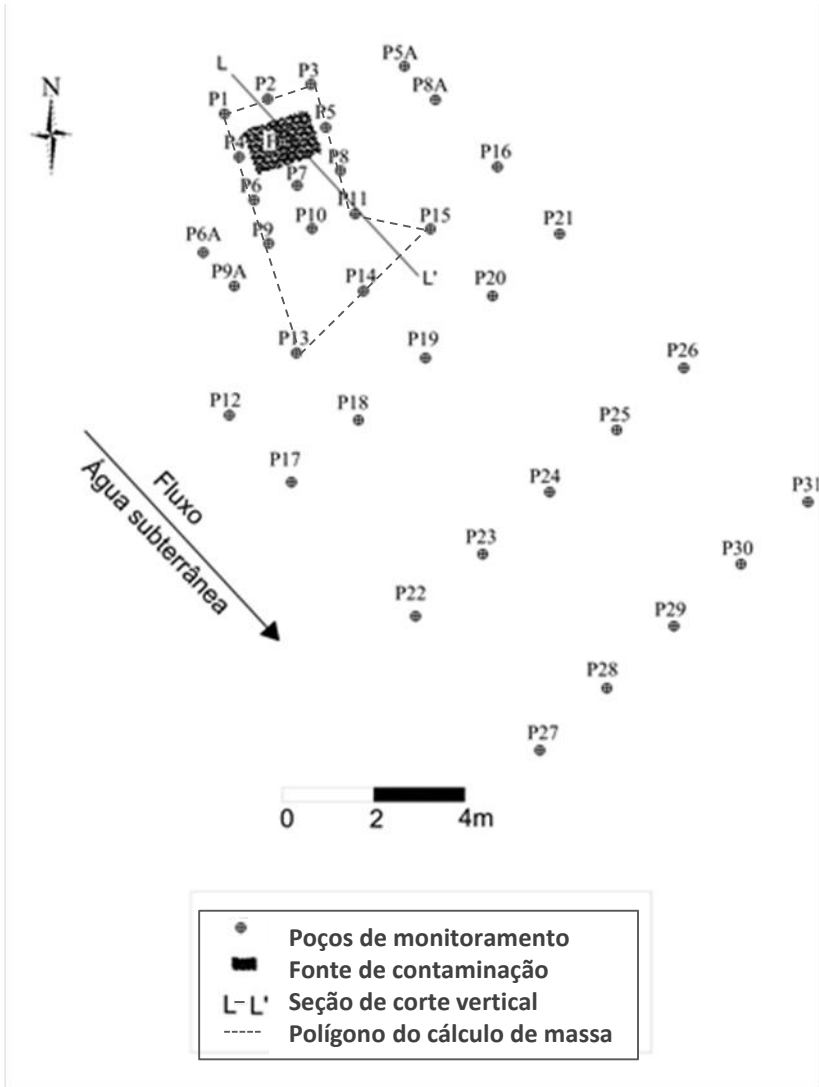 N
L
P1
P2
P3
P5A
P8A
P4
F
P5
P16
P6
P7
P8
P6A
P9
P10
P11
P15
P21
P9A
P14
L'
P20
P13
P19
P26
P12
P18
P25
P17
P24
P31
Fluxo
Água subterrânea
P23
P30
P22
P29
P28
P27
0 2 4m
Poços de monitoramento
Fonte de contaminação
L–L' Seção de corte vertical
Polígono do cálculo de massa